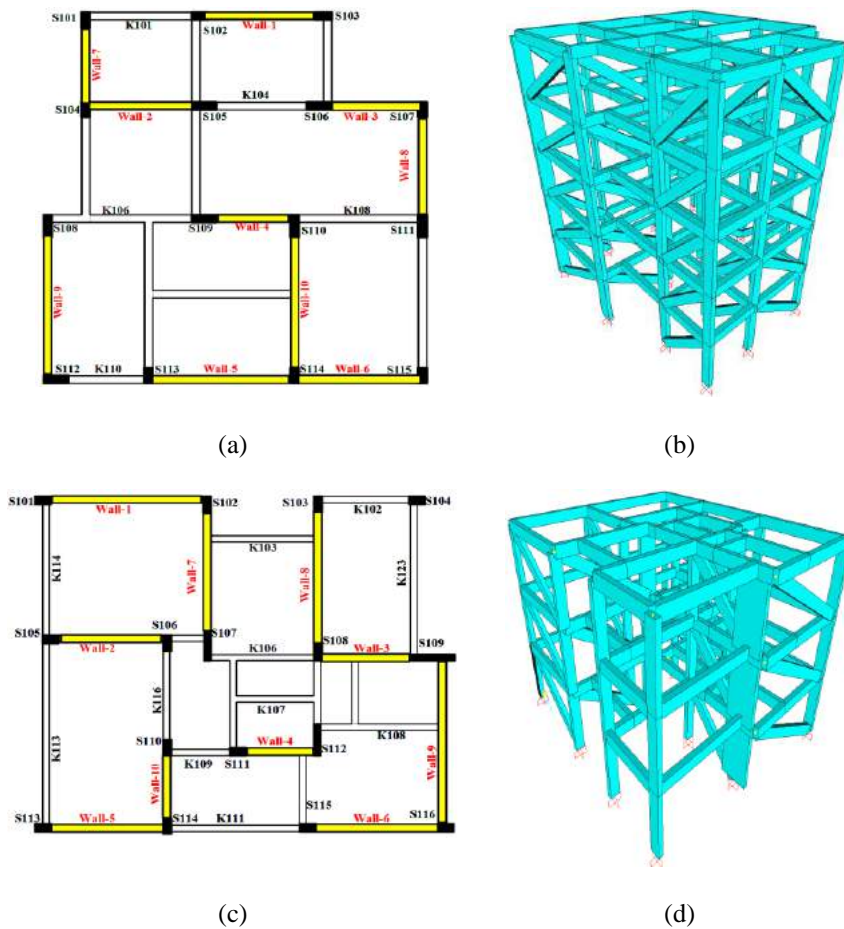 S101
K101
S102
Wall-1
S103
Wall-7
K104
S104
Wall-2
S105
S106
Wall-3
S107
Wall-8
K106
K108
S108
S109
Wall-4
S110
S111
Wall-9
Wall-10
S112
K110
S113
Wall-5
S114
Wall-6
S115
(a)
(b)
S101
Wall-1
S102
S103
K102
S104
K114
Wall-7
K103
Wall-8
K123
S105
S106
S107
Wall-2
K106
S108
Wall-3
S109
K116
K107
K113
S110
K109
S111
Wall-4
S112
K108
Wall-9
Wall-10
S113
Wall-5
S114
K111
S115
Wall-6
S116
(c)
(d)